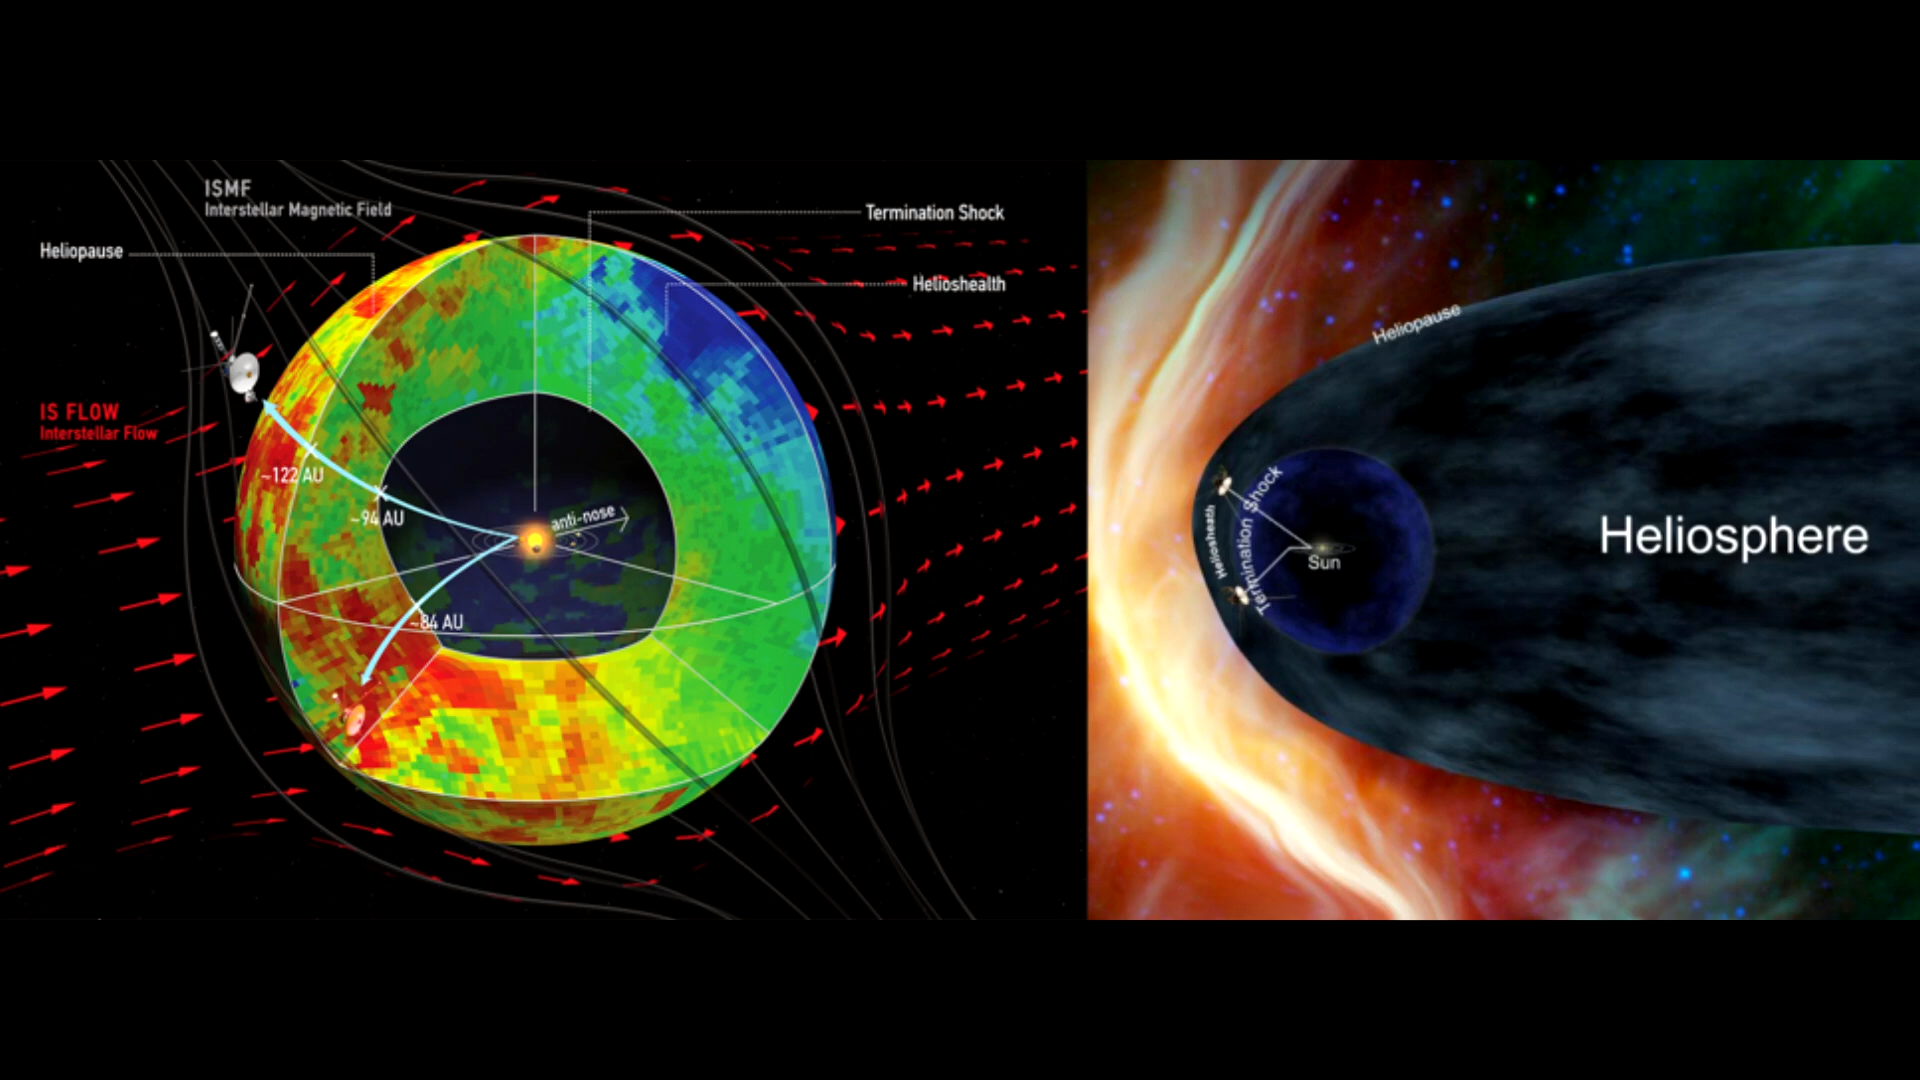 ISMF
Interstellar Magnetic Field
Heliopause
Termination Shock
Helioshealth
IS FLOW
Interstellar Flow
~122 AU
~94 AU
anti-nose
~84 AU
Heliopause
Heliosheath
Termination Shock
Sun
Heliosphere